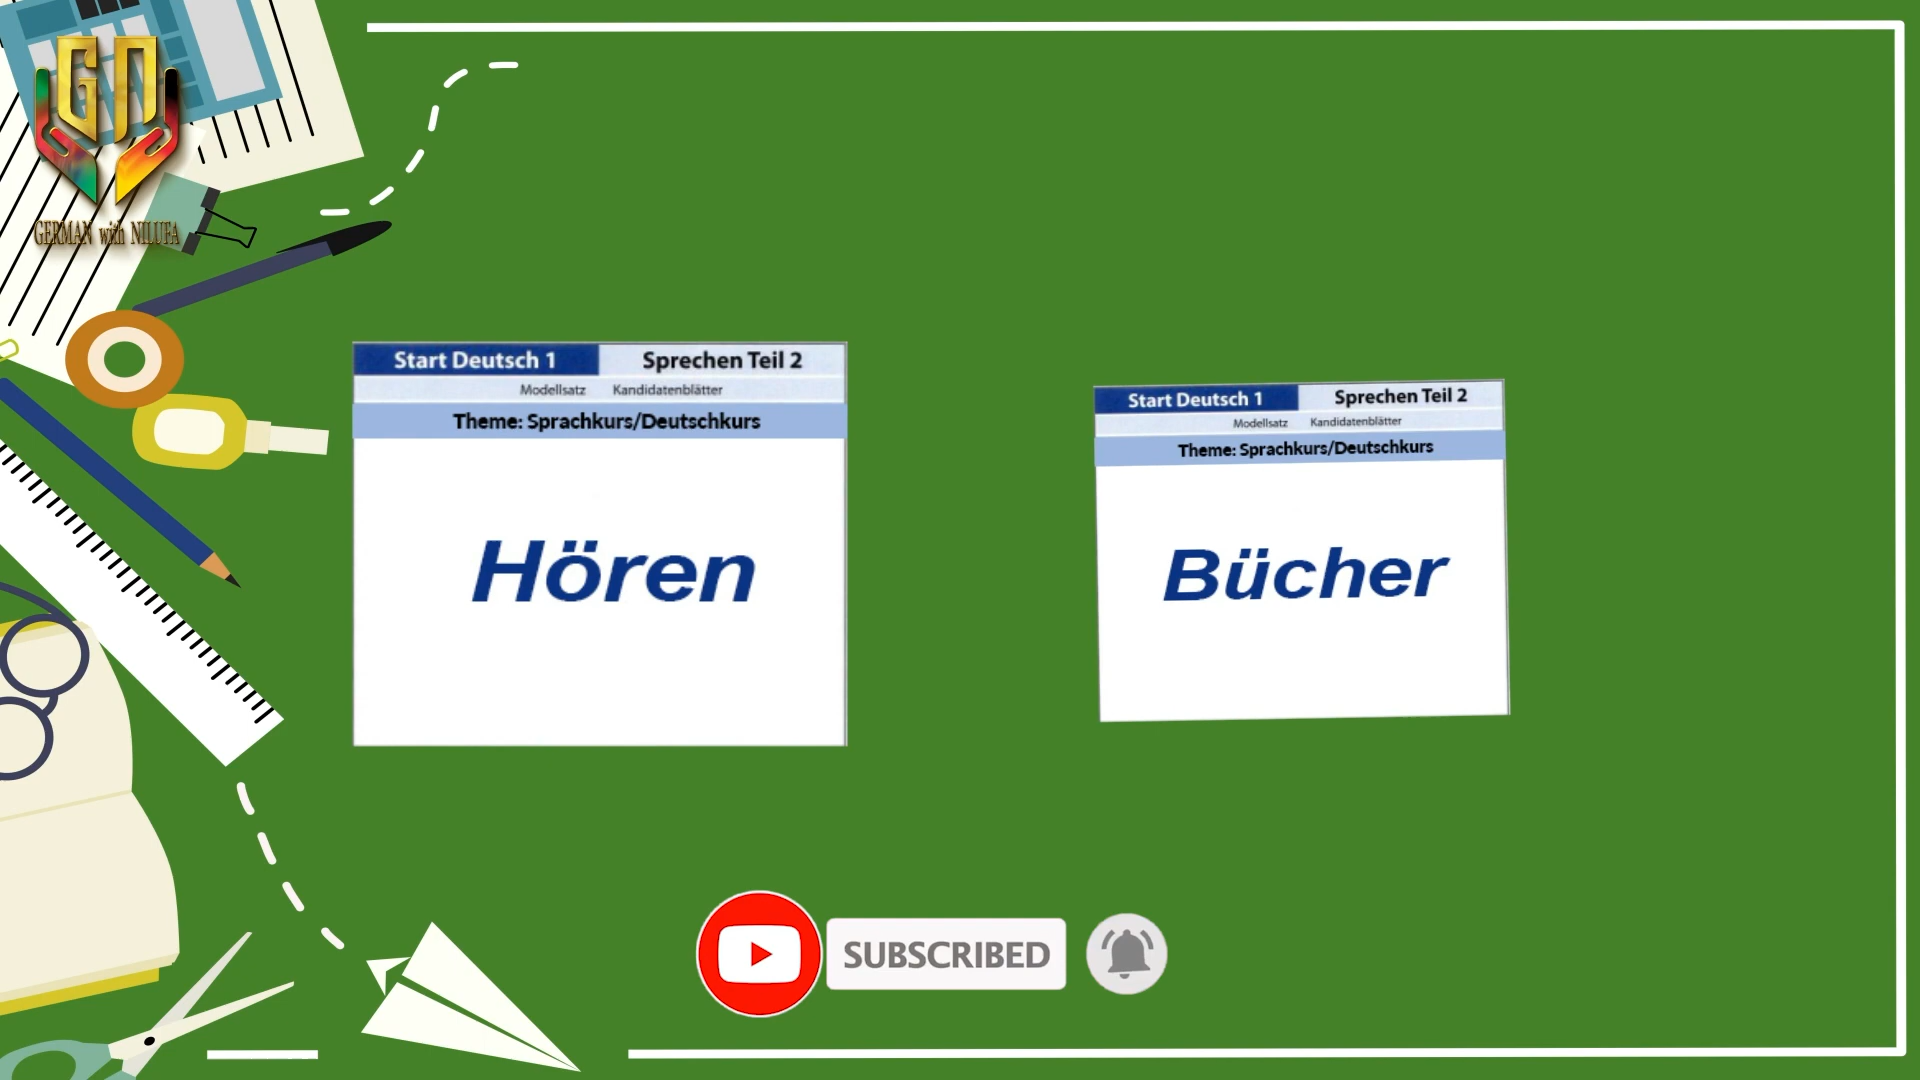 GN
GERMAN with NILUFA
Start Deutsch 1 Sprechen Teil 2
Modellsatz Kandidatenblätter
Theme: Sprachkurs/Deutschkurs
Hören
Start Deutsch 1 Sprechen Teil 2
Modellsatz Kandidatenblätter
Theme: Sprachkurs/Deutschkurs
Bücher
SUBSCRIBED